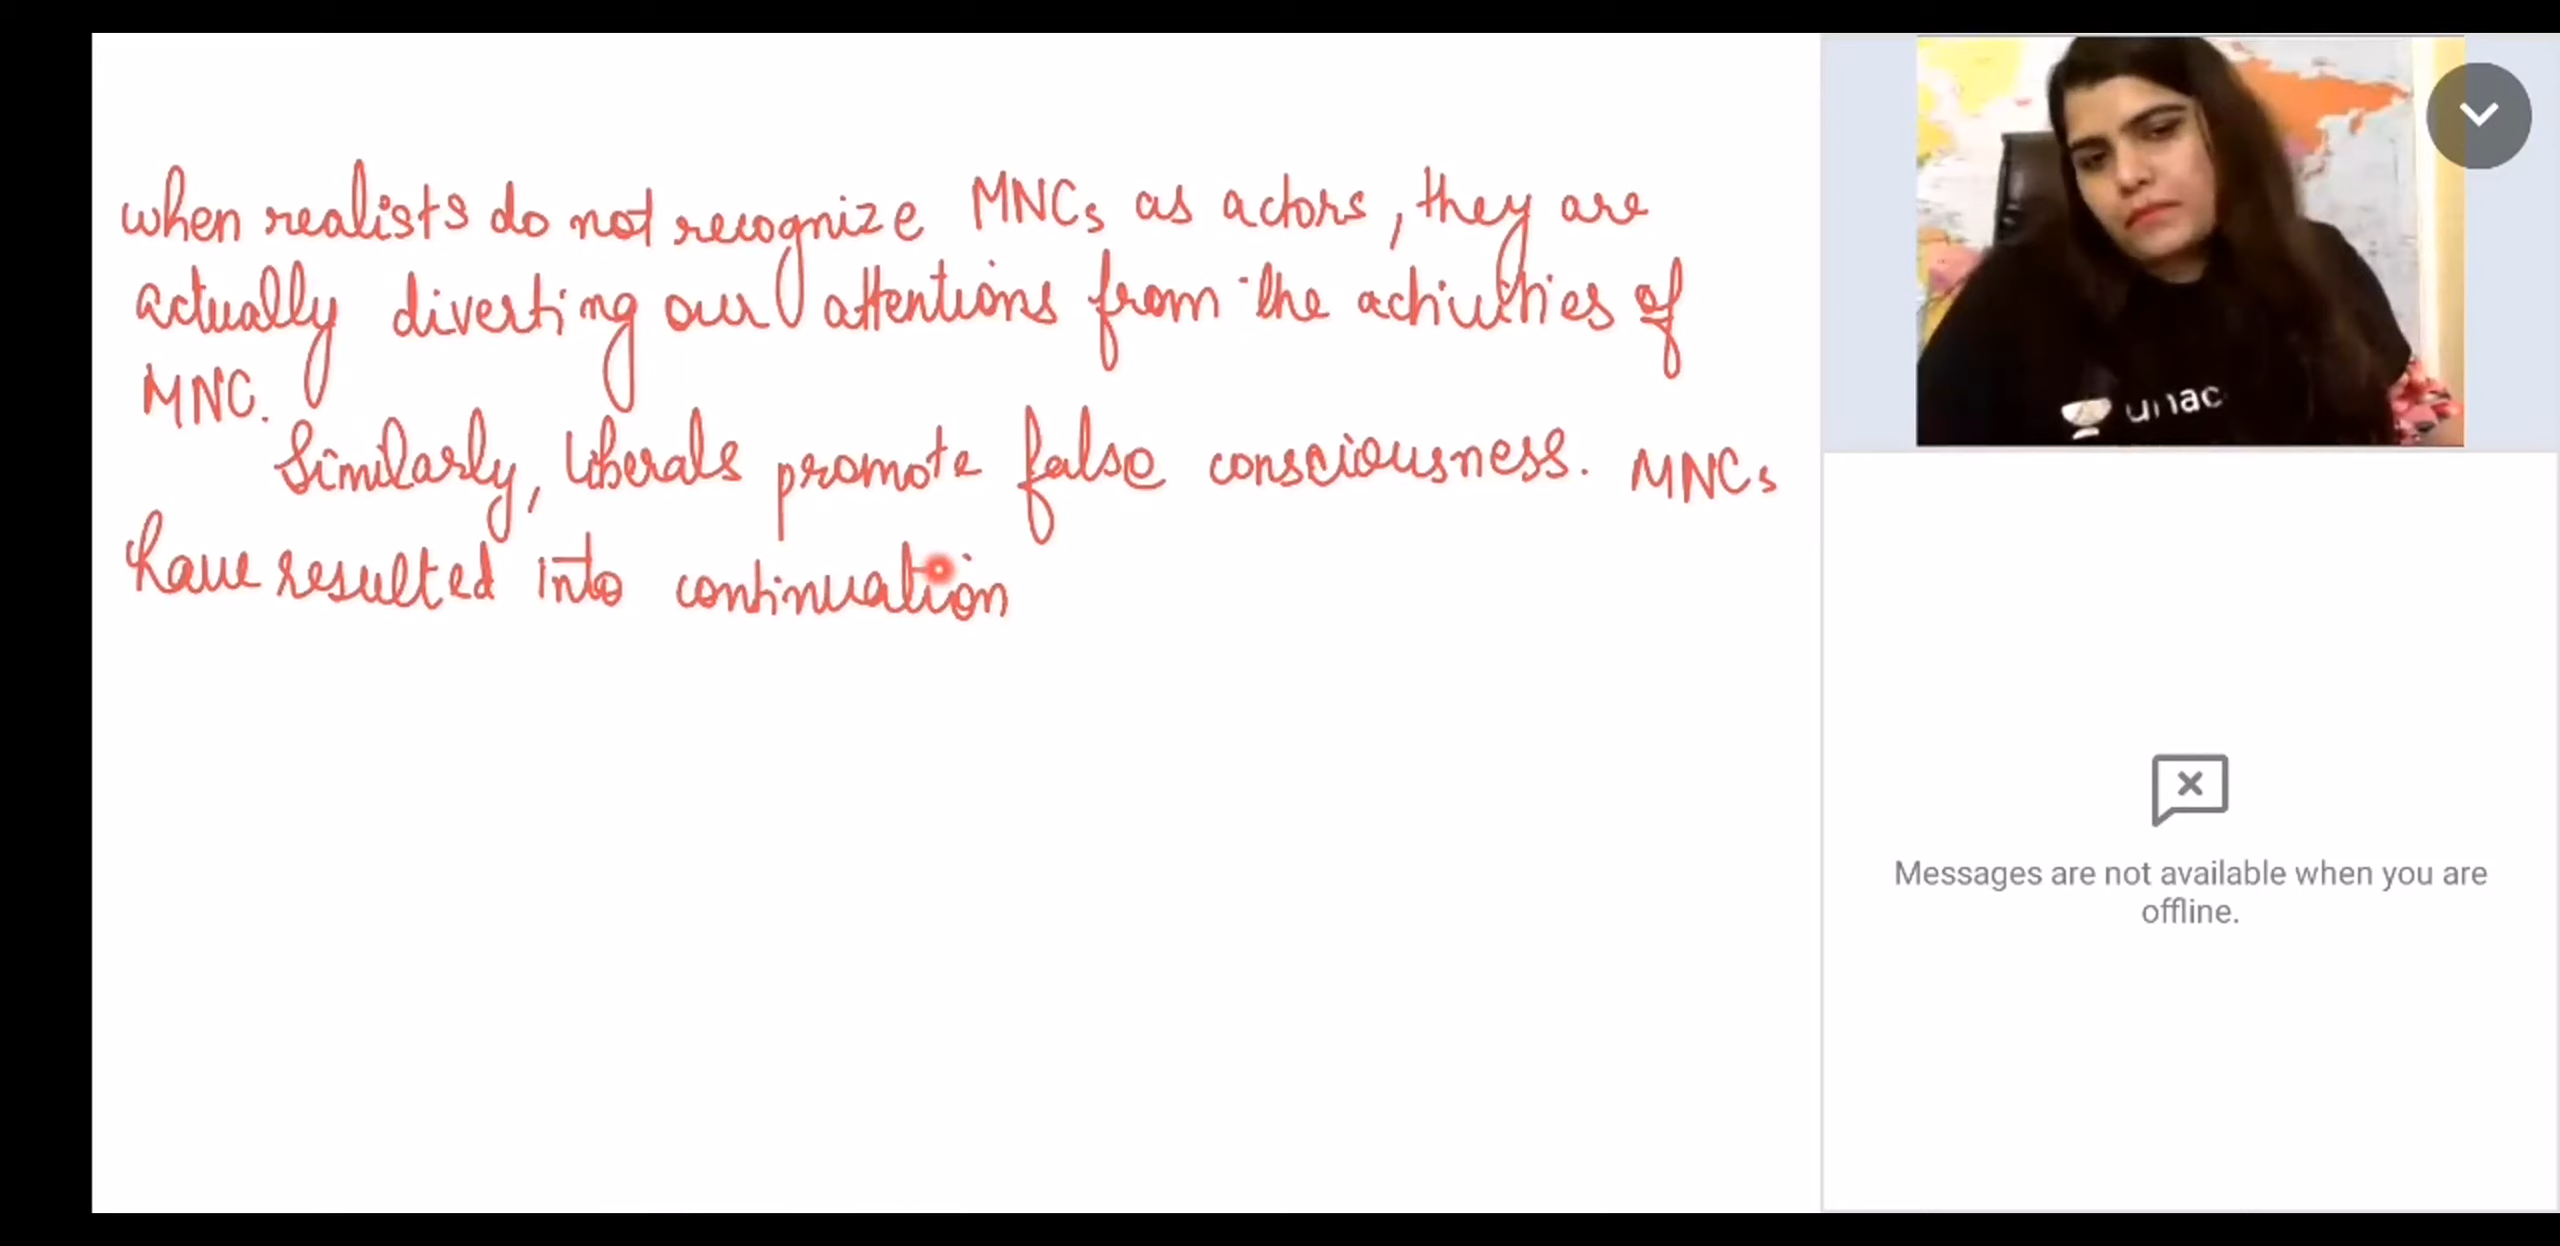 when realists do not recognize MNCs as actors, they are
actually diverting our attentions from the activities of
MNC.
Similarly, liberals promote false consciousness. MNCs
have resulted into continuation
unac
Messages are not available when you are
offline.